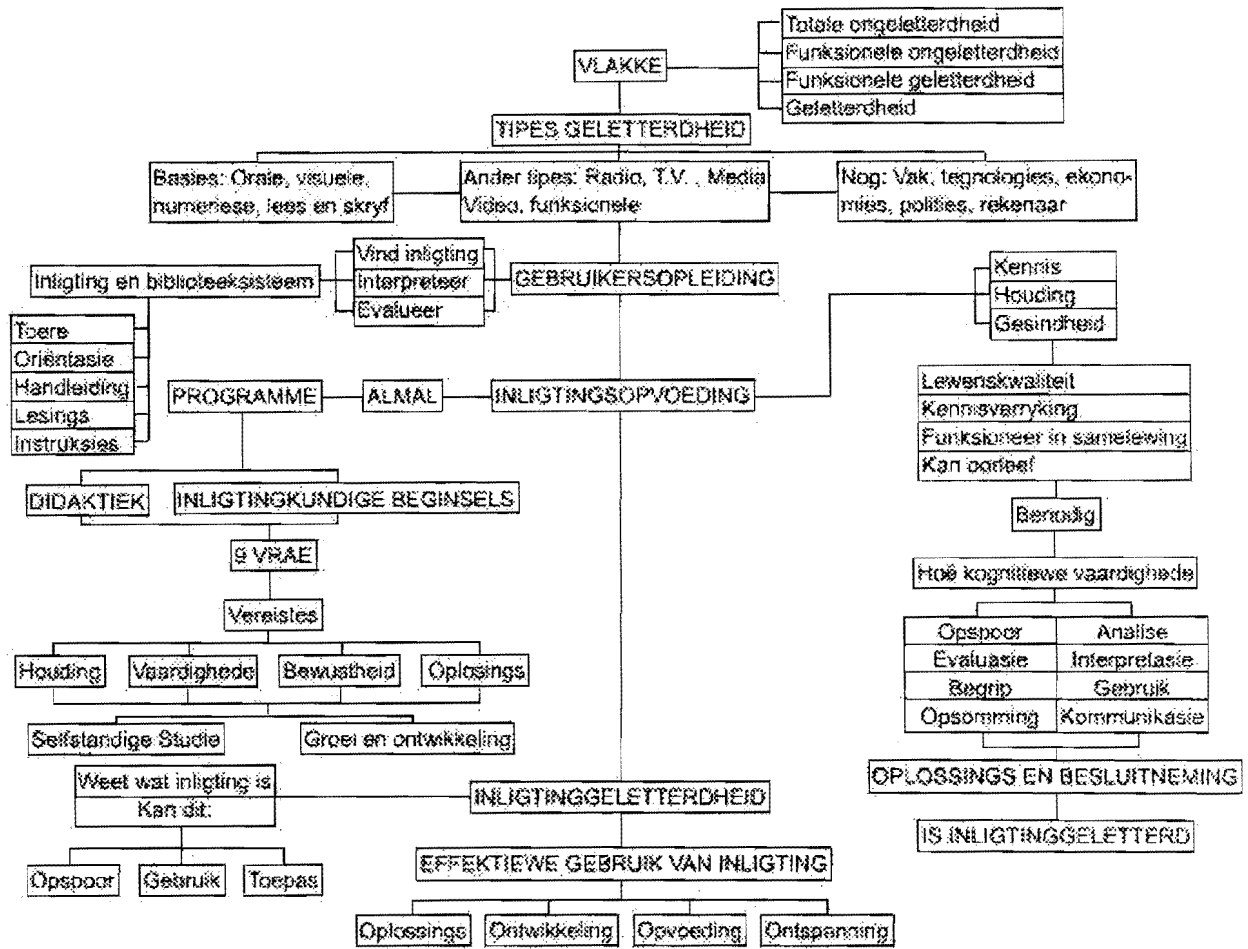 Totale ongeletterdheid
Funksionele ongeletterdheid
Funksionele geletterdheid
Geletterdheid
VLAKKE
TIPES GELETTERDHEID
Basies: Orale, visuele,
numeriese, lees en skryf
Ander tipes: Radio, T.V. , Media
Video, funksionele
Nog: Vak, tegnologies, ekono-
mies, polities, rekenaar
Inligting en biblioteeksisteem
Vind inligting
Interpreteer
Evalueer
GEBRUIKERSOPLEIDING
Kennis
Houding
Gesindheid
Toere
Oriëntasie
Handleiding
Lesings
Instruksies
PROGRAMME
ALMAL
INLIGTINGSOPVOEDING
Lewenskwaliteit
Kennisverryking
Funksioneer in samelewing
Kan oorleef
DIDAKTIEK
INLIGTINGKUNDIGE BEGINSELS
Benodig
9 VRAE
Hoë kognitiewe vaardighede
Vereistes
Opspoor
Analise
Evaluasie
Interpretasie
Begrip
Gebruik
Opsomming
Kommunikasie
Houding
Vaardighede
Bewustheid
Oplosings
Selfstandige Studie
Groei en ontwikkeling
Weet wat inligting is
Kan dit:
INLIGTINGGELETTERDHEID
OPLOSSINGS EN BESLUITNEMING
IS INLIGTINGGELETTERD
Opspoor
Gebruik
Toepas
EFFEKTIEWE GEBRUIK VAN INLIGTING
Oplossings
Ontwikkeling
Opvoeding
Ontspanning